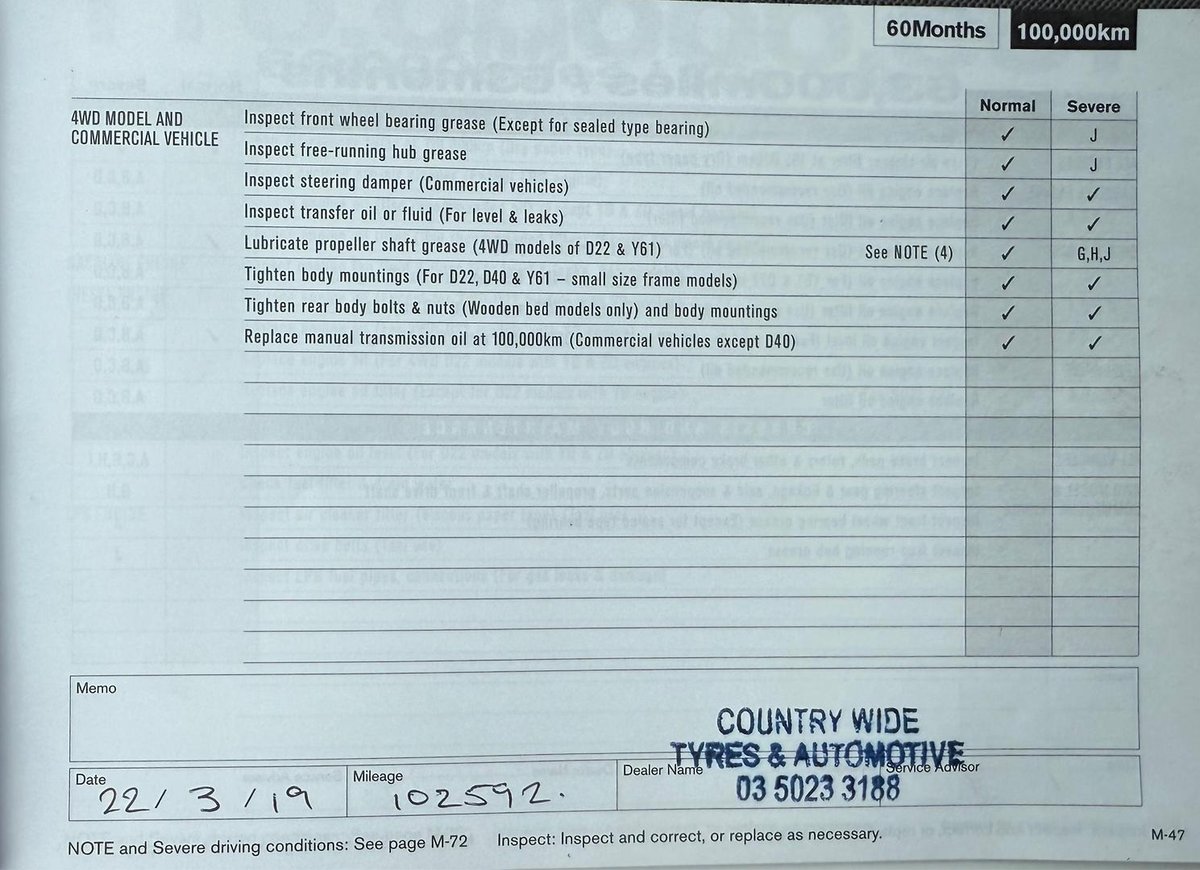 60Months 100,000km
Normal Severe
4WD MODEL AND
COMMERCIAL VEHICLE
Inspect front wheel bearing grease (Except for sealed type bearing) ✓ J
Inspect free-running hub grease ✓ J
Inspect steering damper (Commercial vehicles) ✓ ✓
Inspect transfer oil or fluid (For level & leaks) ✓ ✓
Lubricate propeller shaft grease (4WD models of D22 & Y61) See NOTE (4) ✓ G,H,J
Tighten body mountings (For D22, D40 & Y61 – small size frame models) ✓ ✓
Tighten rear body bolts & nuts (Wooden bed models only) and body mountings ✓ ✓
Replace manual transmission oil at 100,000km (Commercial vehicles except D40) ✓ ✓
Memo
COUNTRY WIDE
TYRES & AUTOMOTIVE
03 5023 3188
Date Mileage Dealer Name Service Advisor
22/3/19 102592.
NOTE and Severe driving conditions: See page M-72 Inspect: Inspect and correct, or replace as necessary.
M-47